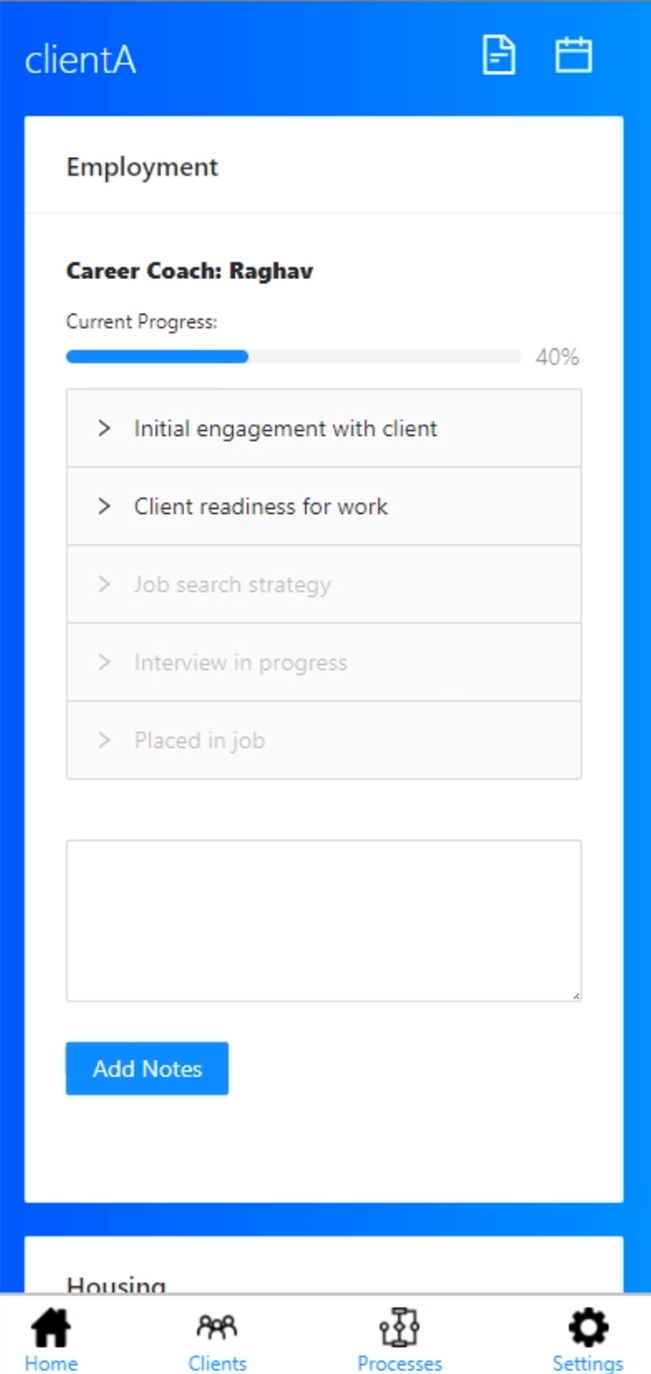 clientA
Employment
Career Coach: Raghav
Current Progress:
40%
Initial engagement with client
Client readiness for work
Job search strategy
Interview in progress
Placed in job
Add Notes
Housing
Home Clients Processes Settings